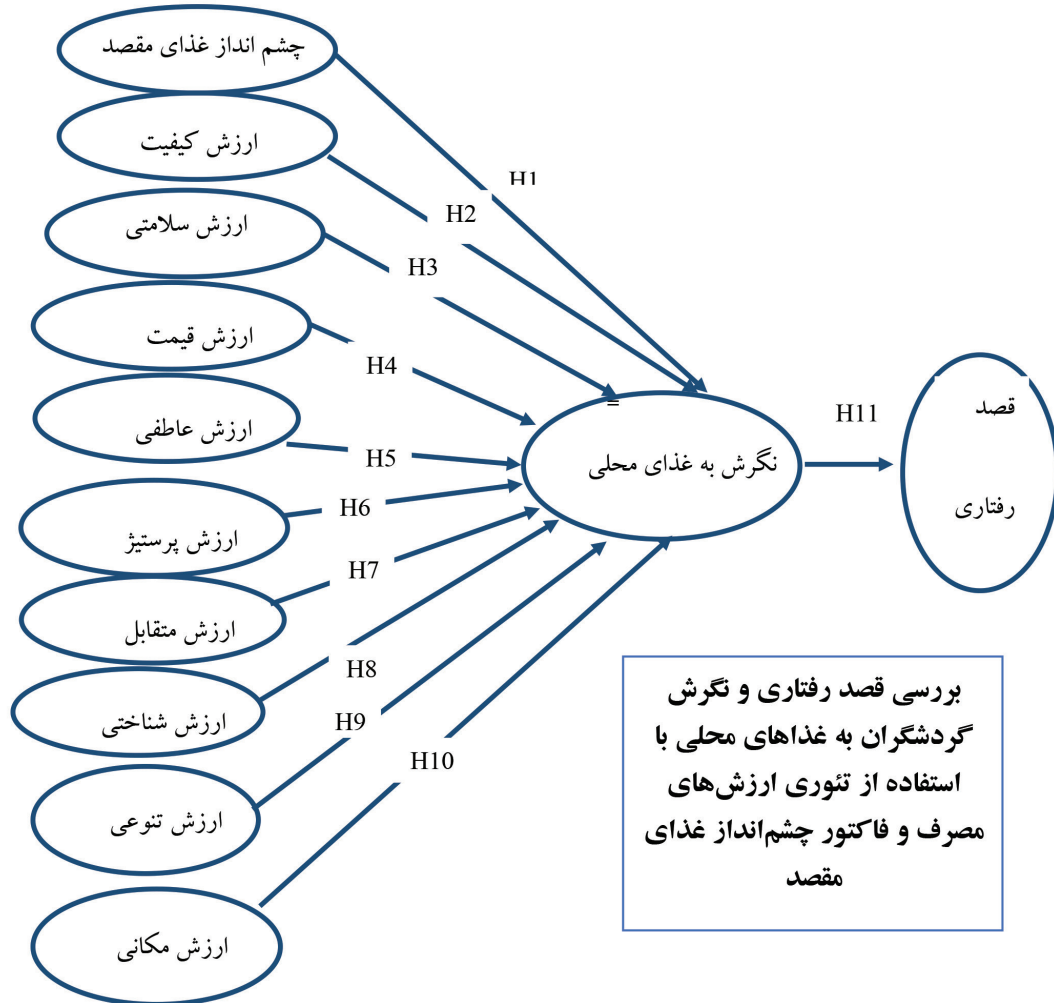 چشم انداز غذای مقصد
ارزش کیفیت
ارزش سلامتی
ارزش قیمت
ارزش عاطفی
ارزش پرستیژ
ارزش متقابل
ارزش شناختی
ارزش تنوعی
ارزش مکانی
H1
H2
H3
H4
H5
H6
H7
H8
H9
H10
=
نگرش به غذای محلی
H11
قصد
رفتاری
بررسی قصد رفتاری و نگرش
گردشگران به غذاهای محلی با
استفاده از تئوری ارزش‌های
مصرف و فاکتور چشم‌انداز غذای
مقصد